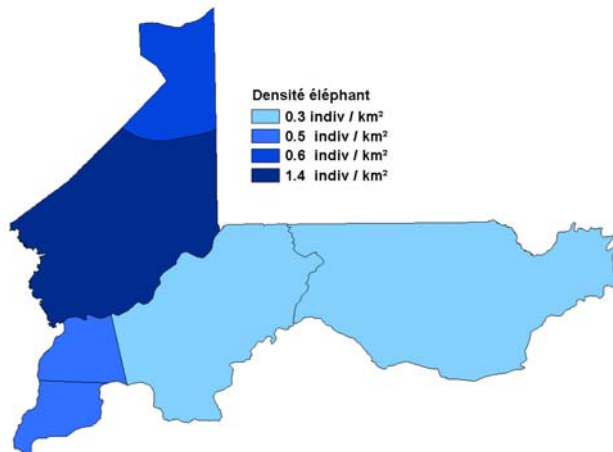 Densité éléphant
0.3 indiv / km²
0.5 indiv / km²
0.6 indiv / km²
1.4 indiv / km²